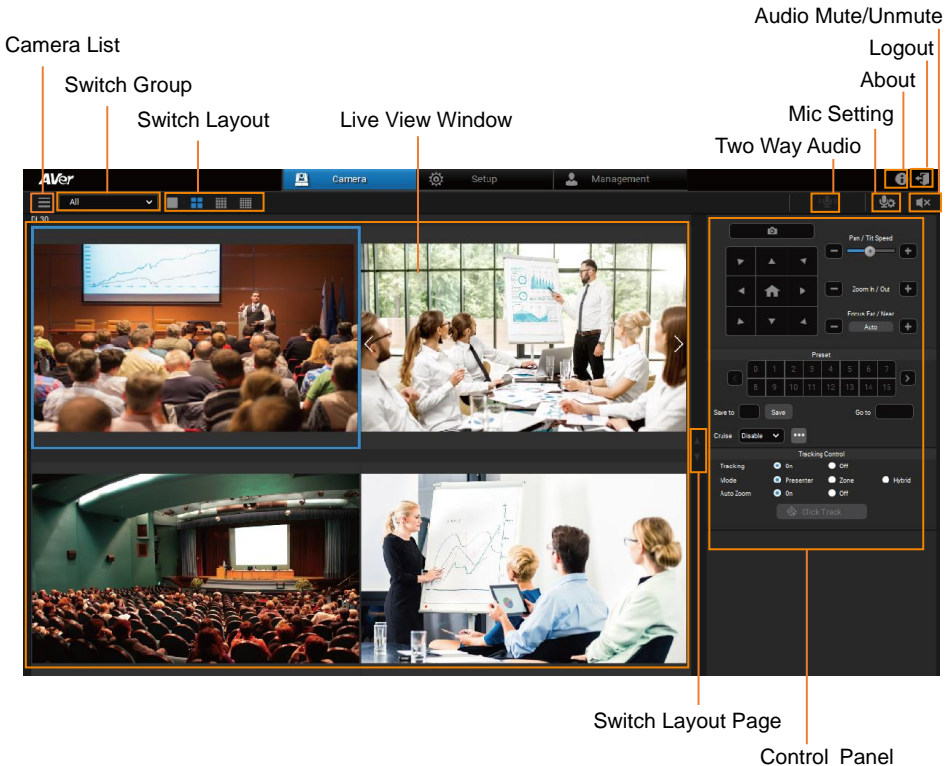 Audio Mute/Unmute
Camera List
Logout
Switch Group
About
Switch Layout
Live View Window
Mic Setting
Two Way Audio
AVer
Camera
Setup
Management
All
DL30
Pan / Tilt Speed
Zoom In / Out
Focus Far / Near
Auto
Preset
0 1 2 3 4 5 6 7
8 9 10 11 12 13 14 15
Save to
Save
Go to
Cruise
Disable
Tracking Control
Tracking On Off
Mode Presenter Zone Hybrid
Auto Zoom On Off
Click Track
Switch Layout Page
Control Panel